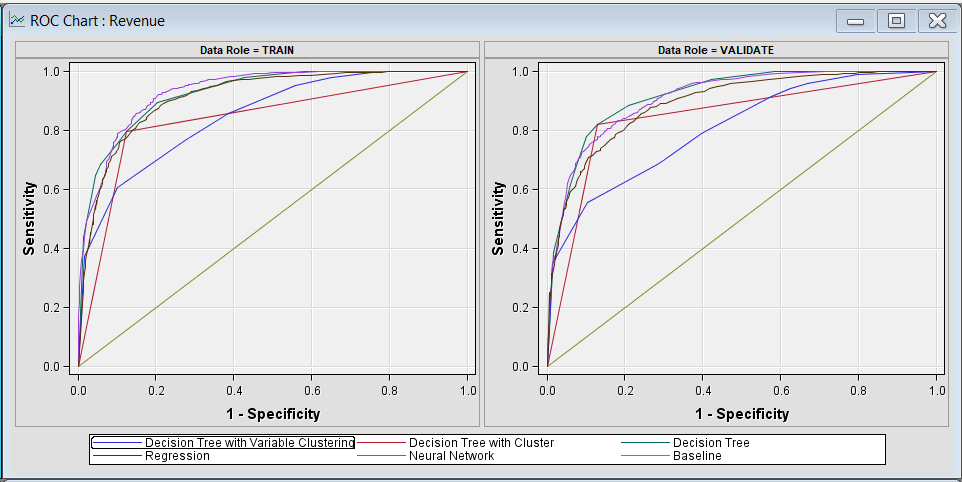 ROC Chart : Revenue
Data Role = TRAIN
Data Role = VALIDATE
1.0
0.8
0.6
0.4
0.2
0.0
Sensitivity
0.0 0.2 0.4 0.6 0.8 1.0
1 - Specificity
1.0
0.8
0.6
0.4
0.2
0.0
Sensitivity
0.0 0.2 0.4 0.6 0.8 1.0
1 - Specificity
Decision Tree with Variable Clustering Decision Tree with Cluster Decision Tree
Regression Neural Network Baseline